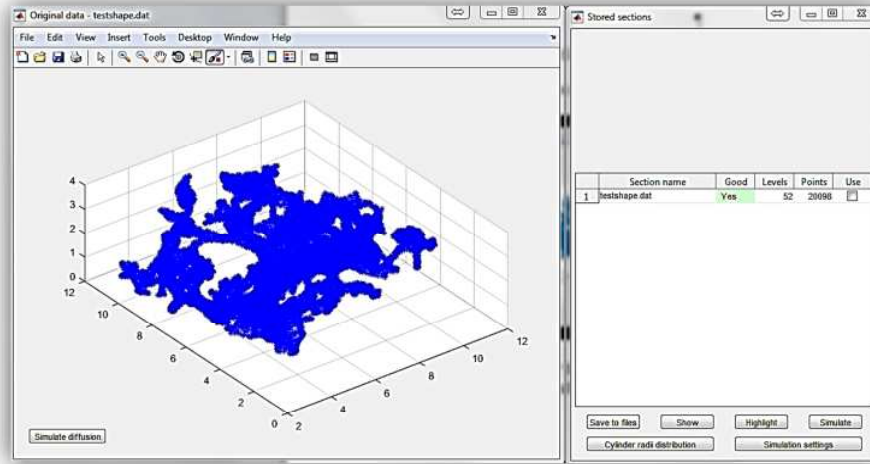 Original data - testshape.dat
File Edit View Insert Tools Desktop Window Help
4
3
2
1
0
12
10
8
6
4
2
0
2
4
6
8
10
12
Simulate diffusion
Stored sections
Section name Good Levels Points Use
1 testshape.dat Yes 52 20098
Save to files Show Highlight Simulate
Cylinder radii distribution Simulation settings